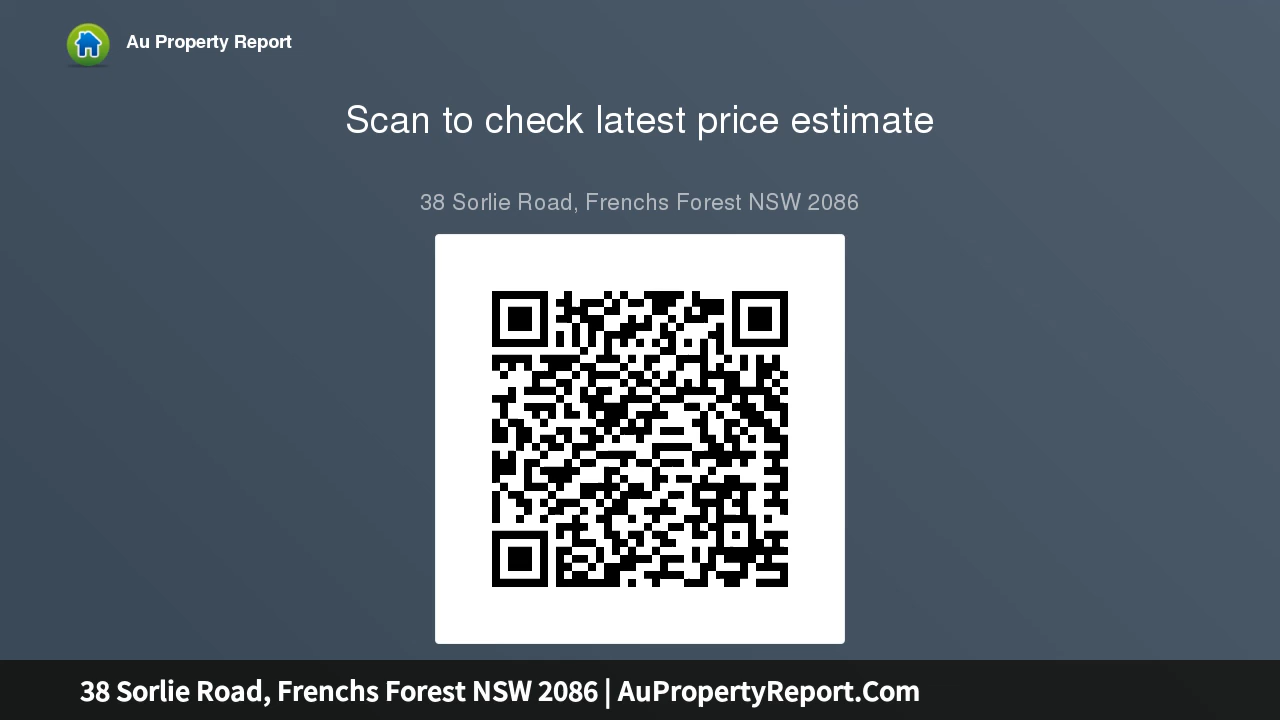 Au Property Report
Scan to check latest price estimate
38 Sorlie Road, Frenchs Forest NSW 2086
38 Sorlie Road, Frenchs Forest NSW 2086 | AuPropertyReport.Com